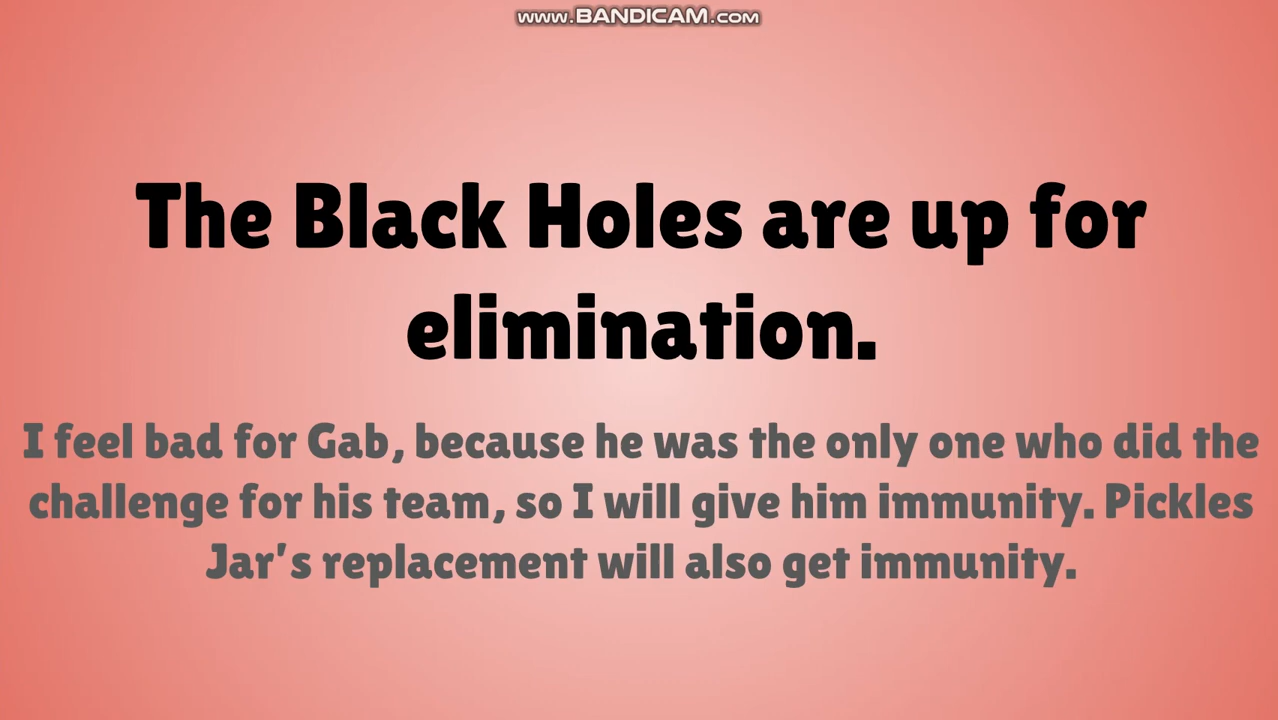 www.BANDICAM.com
The Black Holes are up for
elimination.
I feel bad for Gab, because he was the only one who did the
challenge for his team, so I will give him immunity. Pickles
Jar's replacement will also get immunity.